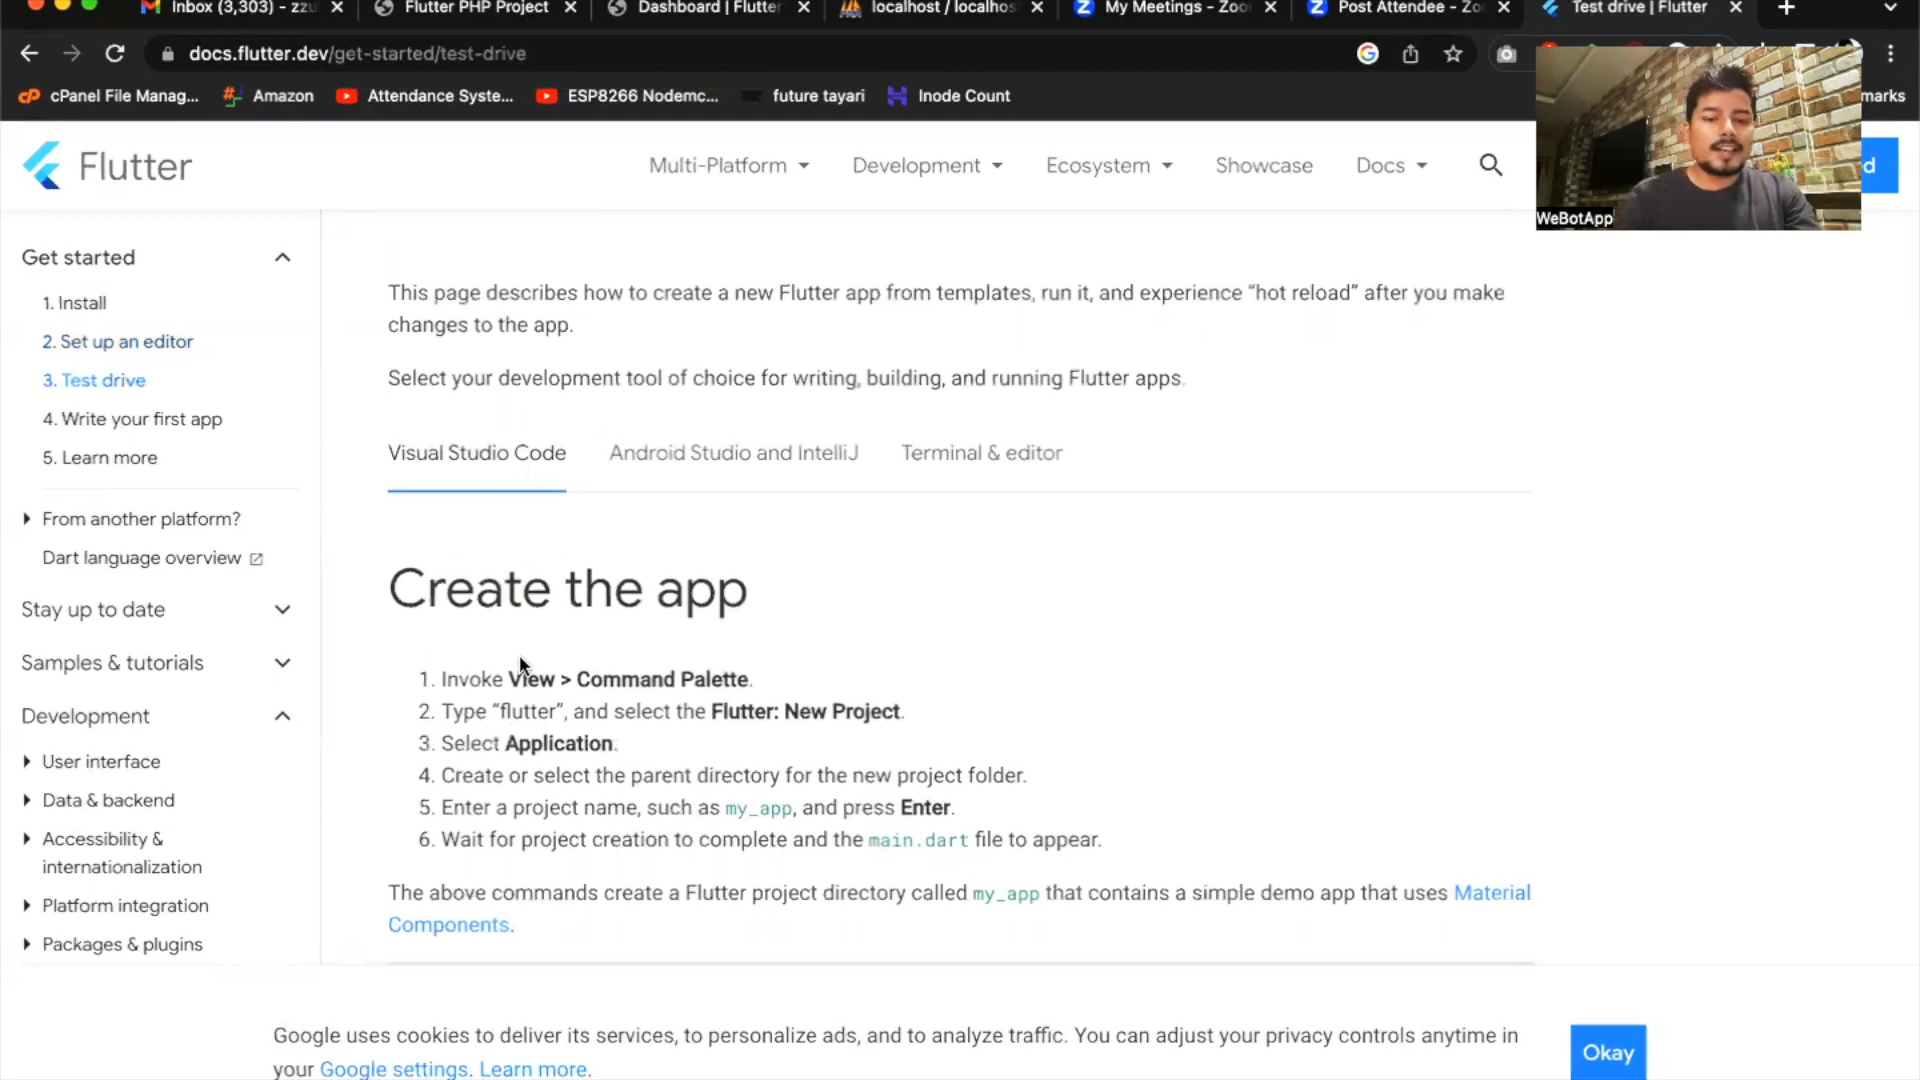 Inbox (3,303) - zzu
Flutter PHP Project
Dashboard | Flutter
localhost / localhos
My Meetings - Zoo
Post Attendee - Zo
Test drive | Flutter
docs.flutter.dev/get-started/test-drive
cPanel File Manag...
Amazon
Attendance Syste...
ESP8266 Nodemc...
future tayari
Inode Count
marks
Flutter
Multi-Platform
Development
Ecosystem
Showcase
Docs
d
WeBotApp
Get started
1. Install
2. Set up an editor
3. Test drive
4. Write your first app
5. Learn more
From another platform?
Dart language overview
Stay up to date
Samples & tutorials
Development
User interface
Data & backend
Accessibility &
internationalization
Platform integration
Packages & plugins
This page describes how to create a new Flutter app from templates, run it, and experience “hot reload” after you make
changes to the app.
Select your development tool of choice for writing, building, and running Flutter apps.
Visual Studio Code
Android Studio and IntelliJ
Terminal & editor
Create the app
1. Invoke View > Command Palette.
2. Type “flutter”, and select the Flutter: New Project.
3. Select Application.
4. Create or select the parent directory for the new project folder.
5. Enter a project name, such as my_app, and press Enter.
6. Wait for project creation to complete and the main.dart file to appear.
The above commands create a Flutter project directory called my_app that contains a simple demo app that uses Material
Components.
Google uses cookies to deliver its services, to personalize ads, and to analyze traffic. You can adjust your privacy controls anytime in
your Google settings. Learn more.
Okay